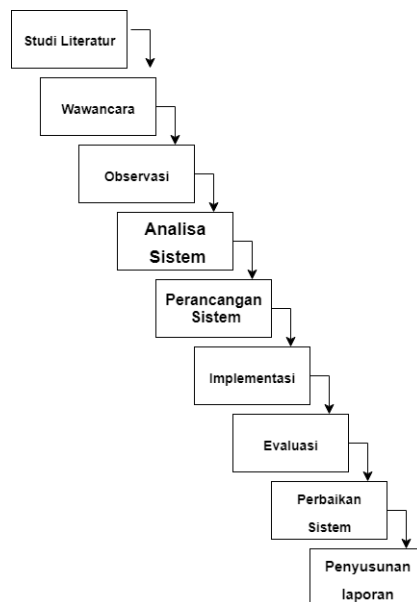 Studi Literatur
Wawancara
Observasi
Analisa
Sistem
Perancangan
Sistem
Implementasi
Evaluasi
Perbaikan
Sistem
Penyusunan
laporan